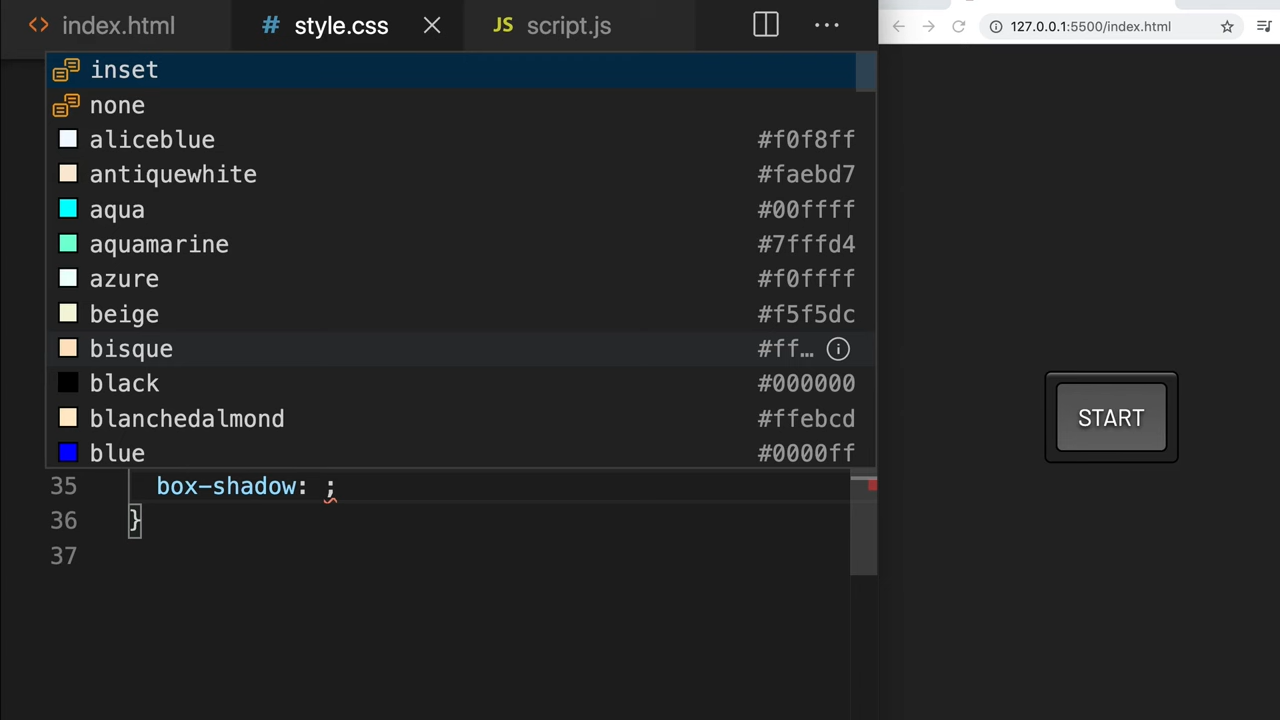 index.html
style.css
JS script.js
127.0.0.1:5500/index.html
inset
none
aliceblue #f0f8ff
antiquewhite #faebd7
aqua #00ffff
aquamarine #7fffd4
azure #f0ffff
beige #f5f5dc
bisque #ff…
black #000000
blanchedalmond #ffebcd
blue #0000ff
35 box-shadow: ;
36 }
37
START